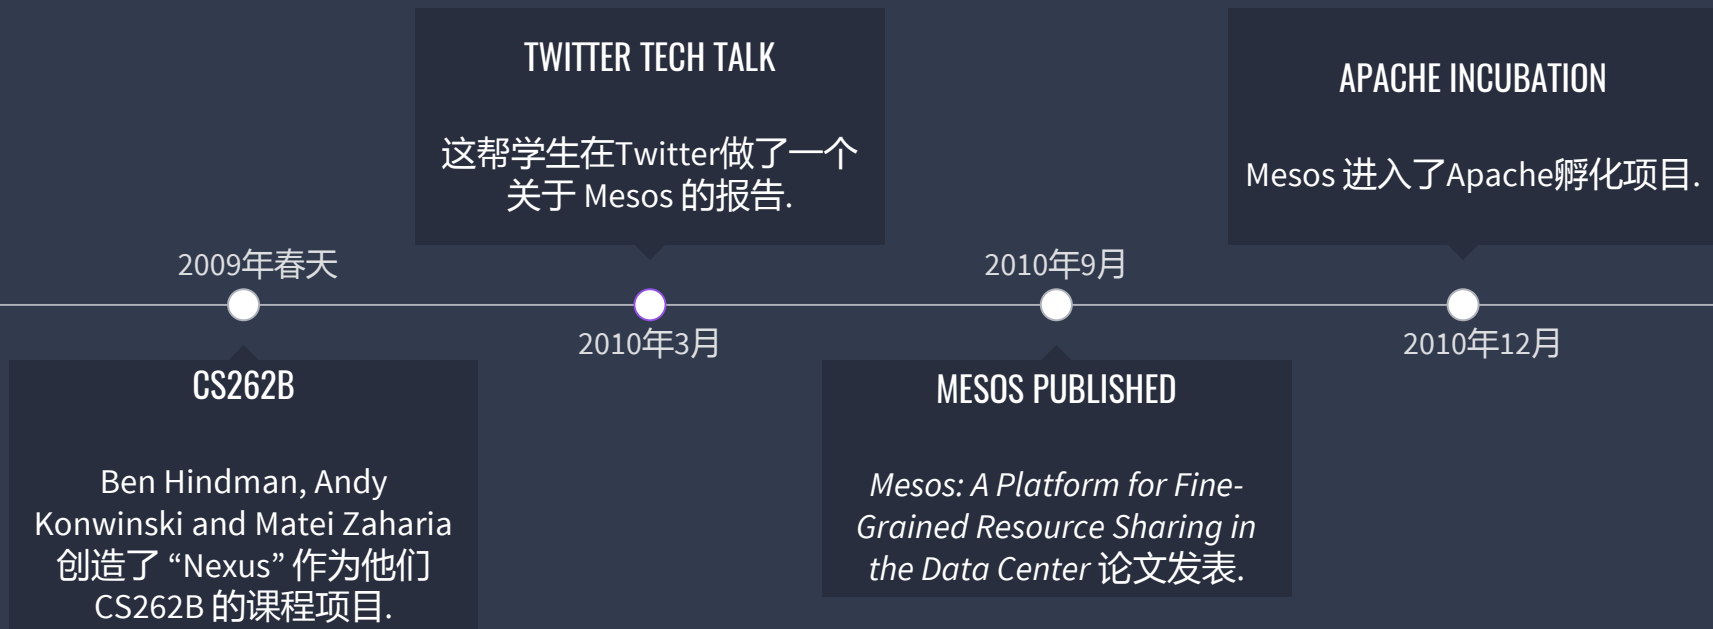 2009年春天
CS262B
Ben Hindman, Andy
Konwinski and Matei Zaharia
创造了 “Nexus” 作为他们
CS262B 的课程项目.
TWITTER TECH TALK
这帮学生在Twitter做了一个
关于 Mesos 的报告.
2010年3月
2010年9月
MESOS PUBLISHED
Mesos: A Platform for Fine-
Grained Resource Sharing in
the Data Center 论文发表.
APACHE INCUBATION
Mesos 进入了Apache孵化项目.
2010年12月